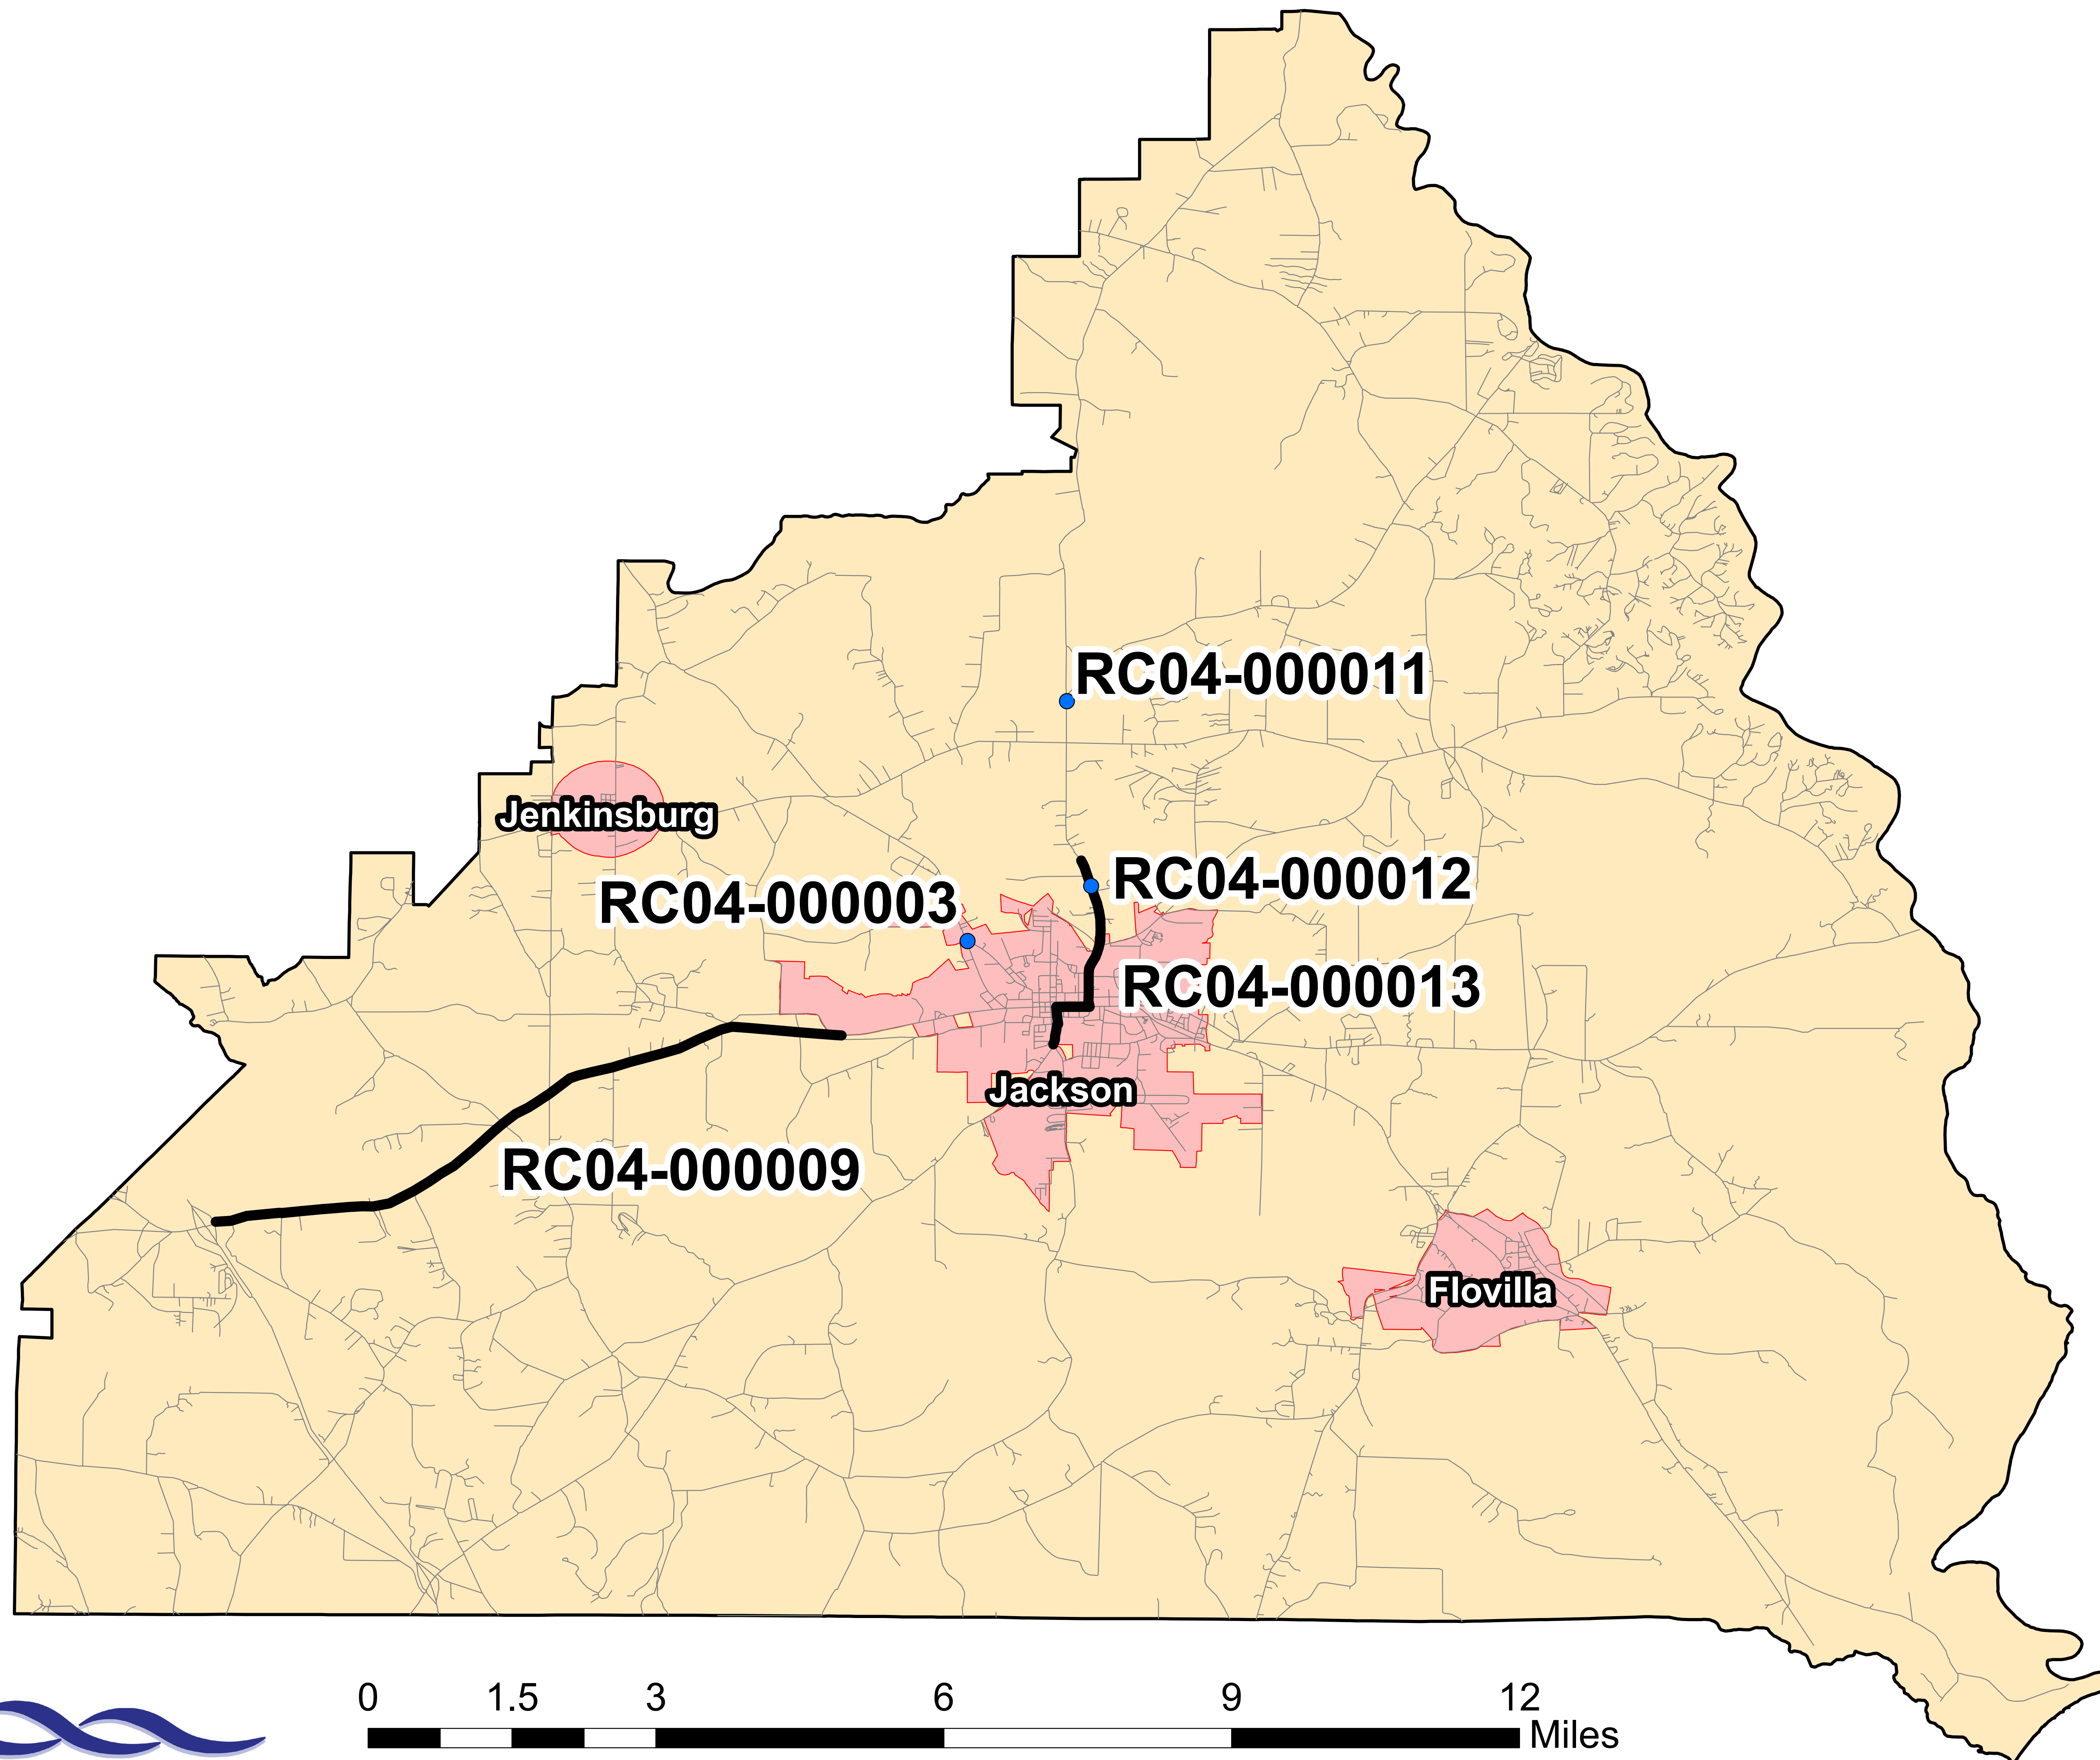 RC04-000011
Jenkinsburg
RC04-000012
RC04-000003
RC04-000013
Jackson
RC04-000009
Flovilla
0 1.5 3 6 9 12
Miles